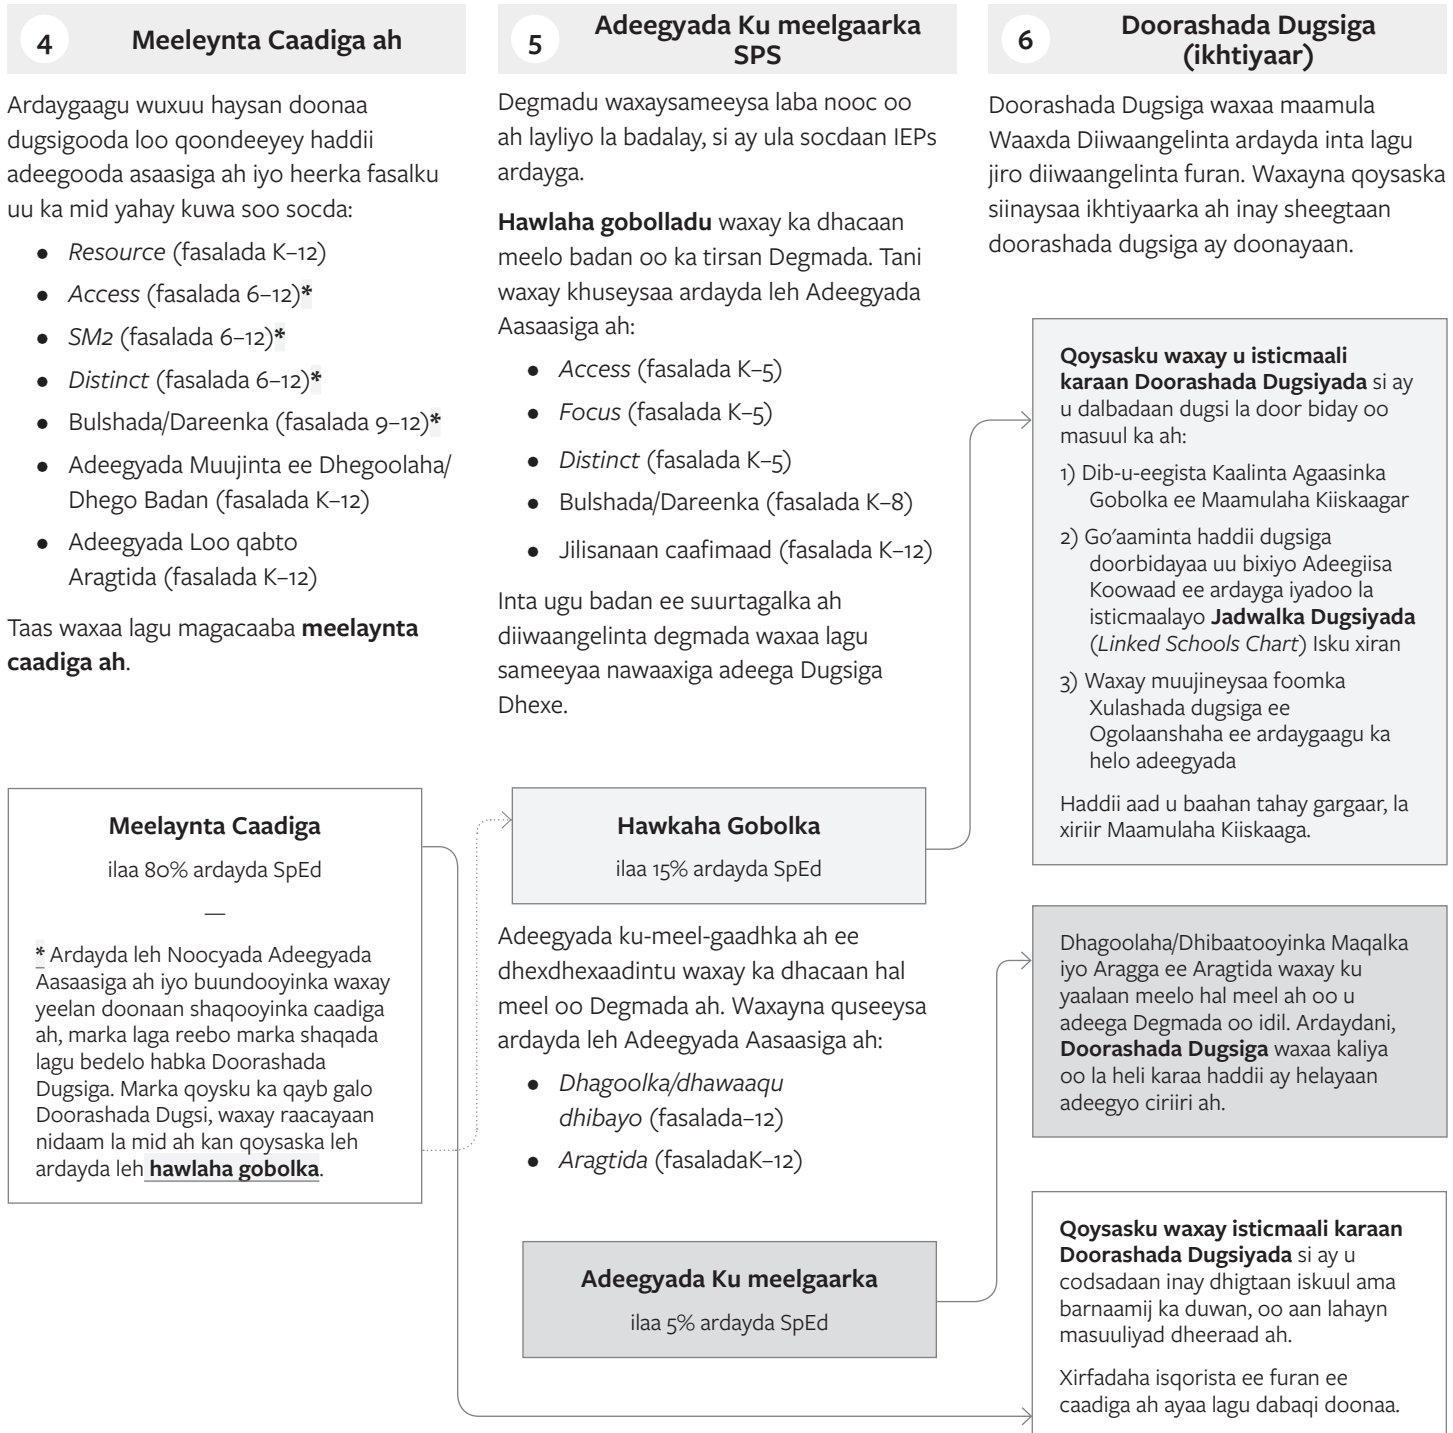 4
Meeleynta Caadiga ah
Ardaygaagu wuxuu haysan doonaa
dugsigooda loo qoondeeyey haddii
adeegooda asaasiga ah iyo heerka fasalku
uu ka mid yahay kuwa soo socda:
● Resource (fasalada K–12)
● Access (fasalada 6–12)*
● SM2 (fasalada 6–12)*
● Distinct (fasalada 6–12)*
● Bulshada/Dareenka (fasalada 9–12)*
● Adeegyada Muujinta ee Dhegoolaha/
Dhego Badan (fasalada K–12)
● Adeegyada Loo qabto
Aragtida (fasalada K–12)
Taas waxaa lagu magacaaba meelaynta
caadiga ah.
Meelaynta Caadiga
ilaa 80% ardayda SpEd
—
* Ardayda leh Noocyada Adeegyada
Aasaasiga ah iyo buundooyinka waxay
yeelan doonaan shaqooyinka caadiga
ah, marka laga reebo marka shaqada
lagu bedelo habka Doorashada
Dugsiga. Marka qoysku ka qayb galo
Doorashada Dugsi, waxay raacayaan
nidaam la mid ah kan qoysaska leh
ardayda leh hawlaha gobolka.
5
Adeegyada Ku meelgaarka
SPS
Degmadu waxaysameeysa laba nooc oo
ah layliyo la badalay, si ay ula socdaan IEPs
ardayga.
Hawlaha gobolladu waxay ka dhacaan
meelo badan oo ka tirsan Degmada. Tani
waxay khuseysaa ardayda leh Adeegyada
Aasaasiga ah:
● Access (fasalada K–5)
● Focus (fasalada K–5)
● Distinct (fasalada K–5)
● Bulshada/Dareenka (fasalada K–8)
● Jilisanaan caafimaad (fasalada K–12)
Inta ugu badan ee suurtagalka ah
diiwaangelinta degmada waxaa lagu
sameeyaa nawaaxiga adeega Dugsiga
Dhexe.
Hawkaha Gobolka
ilaa 15% ardayda SpEd
Adeegyada ku-meel-gaadhka ah ee
dhexdhexaadintu waxay ka dhacaan hal
meel oo Degmada ah. Waxayna quseeysa
ardayda leh Adeegyada Aasaasiga ah:
● Dhagoolka/dhawaaqu
dhibayo (fasalada–12)
● Aragtida (fasaladaK–12)
Adeegyada Ku meelgaarka
ilaa 5% ardayda SpEd
6
Doorashada Dugsiga
(ikhtiyaar)
Doorashada Dugsiga waxaa maamula
Waaxda Diiwaangelinta ardayda inta lagu
jiro diiwaangelinta furan. Waxayna qoysaska
siinaysaa ikhtiyaarka ah inay sheegtaan
doorashada dugsiga ay doonayaan.
Qoysasku waxay u isticmaali
karaan Doorashada Dugsiyada si ay
u dalbadaan dugsi la door biday oo
masuul ka ah:
1) Dib-u-eegista Kaalinta Agaasinka
Gobolka ee Maamulaha Kiiskaagar
2) Go'aaminta haddii dugsiga
doorbidayaa uu bixiyo Adeegiisa
Koowaad ee ardayga iyadoo la
isticmaalayo Jadwalka Dugsiyada
(Linked Schools Chart) Isku xiran
3) Waxay muujineysaa foomka
Xulashada dugsiga ee
Ogolaanshaha ee ardaygaagu ka
helo adeegyada
Haddii aad u baahan tahay gargaar, la
xiriir Maamulaha Kiiskaaga.
Dhagoolaha/Dhibaatooyinka Maqalka
iyo Aragga ee Aragtida waxay ku
yaalaan meelo hal meel ah oo u
adeega Degmada oo idil. Ardaydani,
Doorashada Dugsiga waxaa kaliya
oo la heli karaa haddii ay helayaan
adeegyo ciriiri ah.
Qoysasku waxay isticmaali karaan
Doorashada Dugsiyada si ay u
codsadaan inay dhigtaan iskuul ama
barnaamij ka duwan, oo aan lahayn
masuuliyad dheeraad ah.
Xirfadaha isqorista ee furan ee
caadiga ah ayaa lagu dabaqi doonaa.